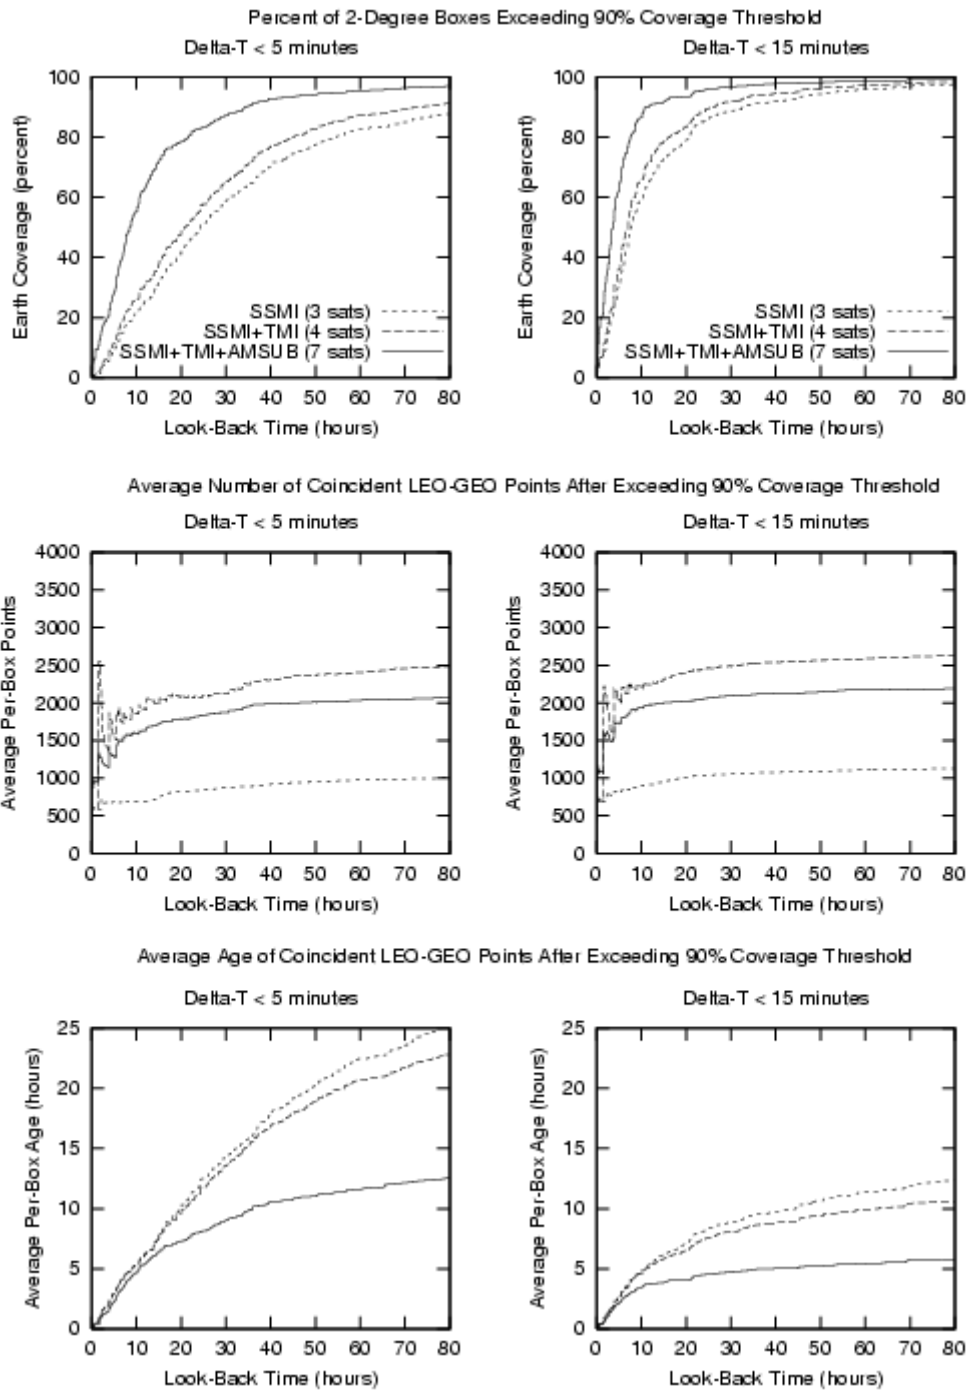 Percent of 2-Degree Boxes Exceeding 90% Coverage Threshold
Delta-T < 5 minutes
Delta-T < 15 minutes
Earth Coverage (percent)
100
80
60
40
20
0
SSMI (3 sats)
SSMI+TMI (4 sats)
SSMI+TMI+AMSUB (7 sats)
0 10 20 30 40 50 60 70 80
Look-Back Time (hours)
Earth Coverage (percent)
100
80
60
40
20
0
SSMI (3 sats)
SSMI+TMI (4 sats)
SSMI+TMI+AMSUB (7 sats)
0 10 20 30 40 50 60 70 80
Look-Back Time (hours)
Average Number of Coincident LEO-GEO Points After Exceeding 90% Coverage Threshold
Delta-T < 5 minutes
Delta-T < 15 minutes
Average Per-Box Points
4000
3500
3000
2500
2000
1500
1000
500
0
0 10 20 30 40 50 60 70 80
Look-Back Time (hours)
Average Per-Box Points
4000
3500
3000
2500
2000
1500
1000
500
0
0 10 20 30 40 50 60 70 80
Look-Back Time (hours)
Average Age of Coincident LEO-GEO Points After Exceeding 90% Coverage Threshold
Delta-T < 5 minutes
Delta-T < 15 minutes
Average Per-Box Age (hours)
25
20
15
10
5
0
0 10 20 30 40 50 60 70 80
Look-Back Time (hours)
Average Per-Box Age (hours)
25
20
15
10
5
0
0 10 20 30 40 50 60 70 80
Look-Back Time (hours)